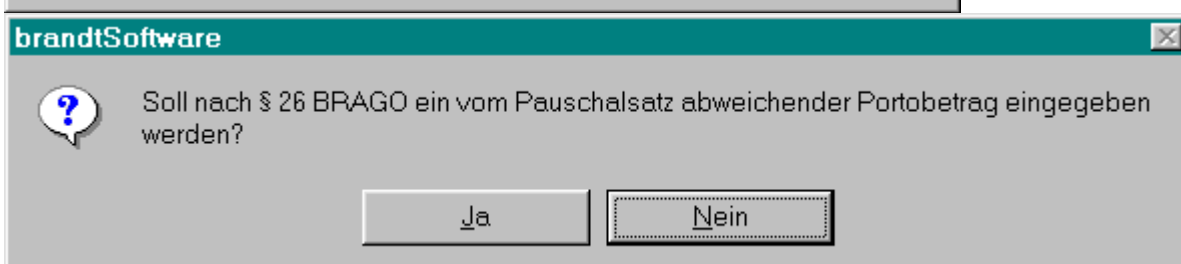 brandtSoftware
Soll nach § 26 BRAGO ein vom Pauschalsatz abweichender Portobetrag eingegeben
werden?
Ja
Nein